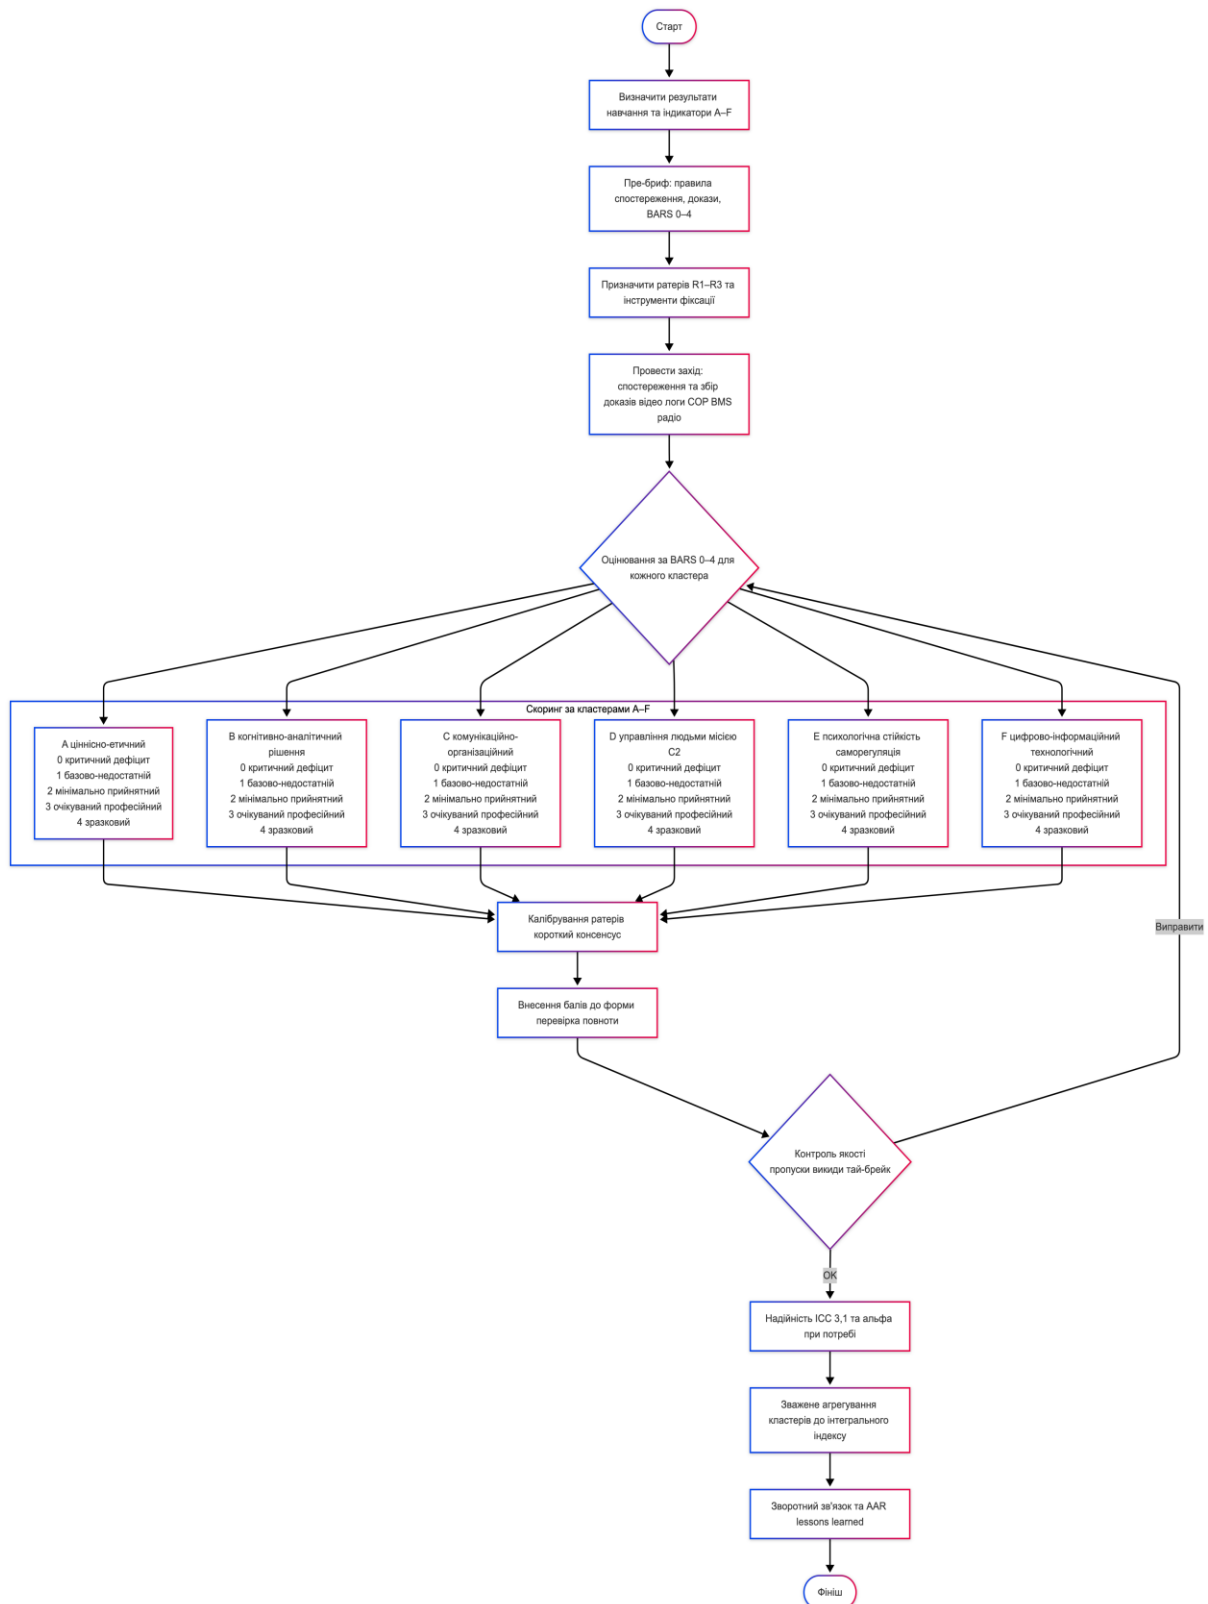 Старт
Визначити результати
навчання та індикатори A–F
Пре-бриф: правила
спостереження, докази,
BARS 0–4
Призначити ратерів R1–R3 та
інструменти фіксації
Провести захід:
спостереження та збір
доказів відео логи COP BMS
радіо
Оцінювання за BARS 0–4 для
кожного кластера
Скоринг за кластерами A–F
A ціннісно-етичний
0 критичний дефіцит
1 базово-недостатній
2 мінімально прийнятний
3 очікуваний професійний
4 зразковий
B когнітивно-аналітичний
рішення
0 критичний дефіцит
1 базово-недостатній
2 мінімально прийнятний
3 очікуваний професійний
4 зразковий
C комунікаційно-
організаційний
0 критичний дефіцит
1 базово-недостатній
2 мінімально прийнятний
3 очікуваний професійний
4 зразковий
D управління людьми місією
C2
0 критичний дефіцит
1 базово-недостатній
2 мінімально прийнятний
3 очікуваний професійний
4 зразковий
E психологічна стійкість
саморегуляція
0 критичний дефіцит
1 базово-недостатній
2 мінімально прийнятний
3 очікуваний професійний
4 зразковий
F цифрово-інформаційний
технологічний
0 критичний дефіцит
1 базово-недостатній
2 мінімально прийнятний
3 очікуваний професійний
4 зразковий
Калібрування ратерів
короткий консенсус
Виправити
Внесення балів до форми
перевірка повноти
Контроль якості
пропуски викиди тай-брейк
OK
Надійність ICC 3,1 та альфа
при потребі
Зважене агрегування
кластерів до інтегрального
індексу
Зворотний зв'язок та AAR
lessons learned
Фініш